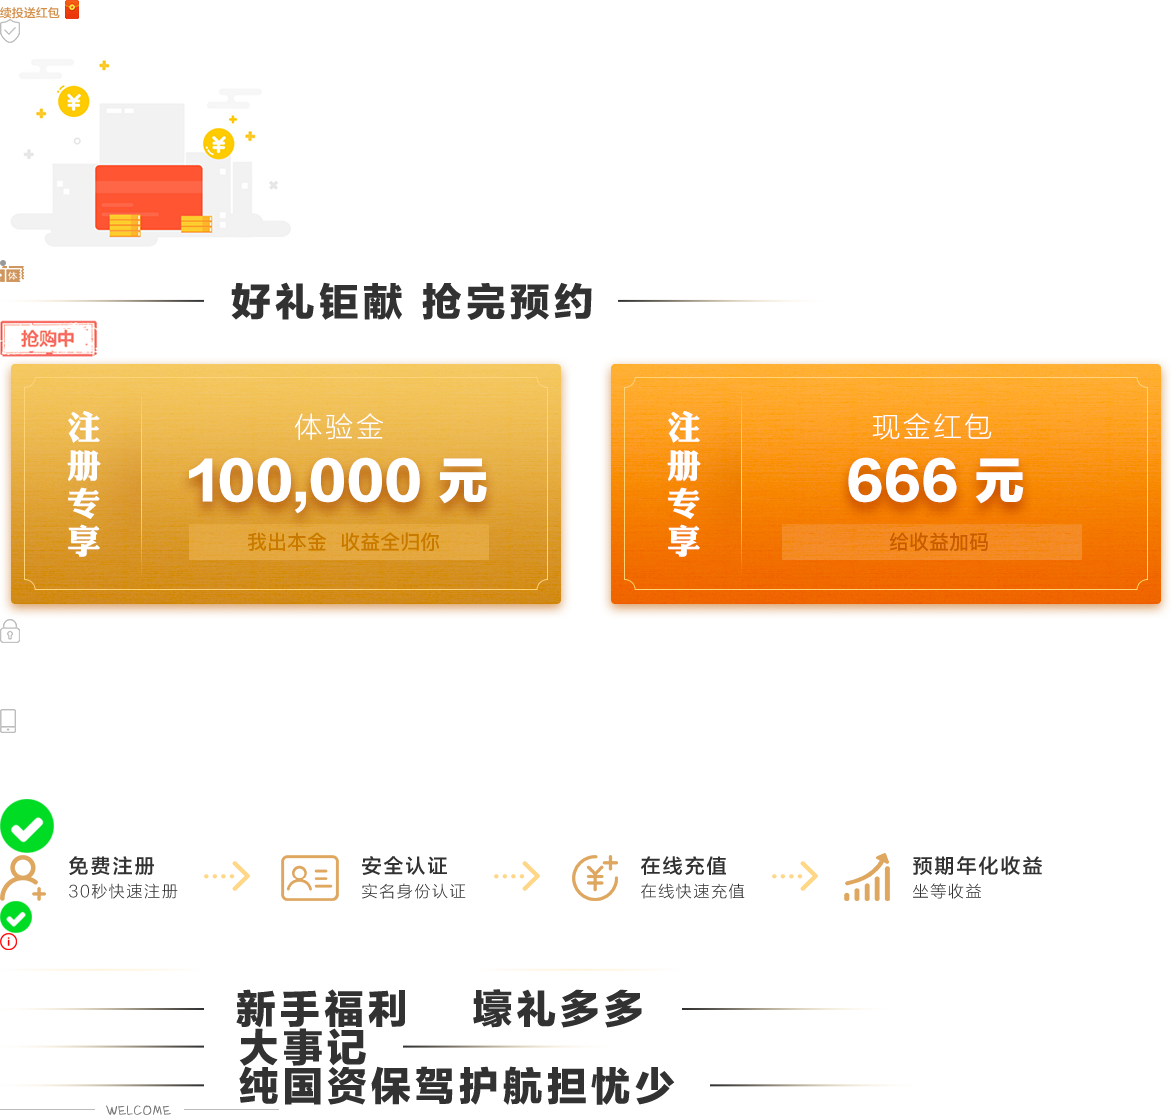 续投送红包
体
好礼钜献 抢完预约
抢购中
注册专享
体验金
100,000 元
我出本金 收益全归你
注册专享
现金红包
666 元
给收益加码
免费注册
30秒快速注册
安全认证
实名身份认证
在线充值
在线快速充值
预期年化收益
坐等收益
新手福利 壕礼多多
大事记
纯国资保驾护航担忧少
WELCOME